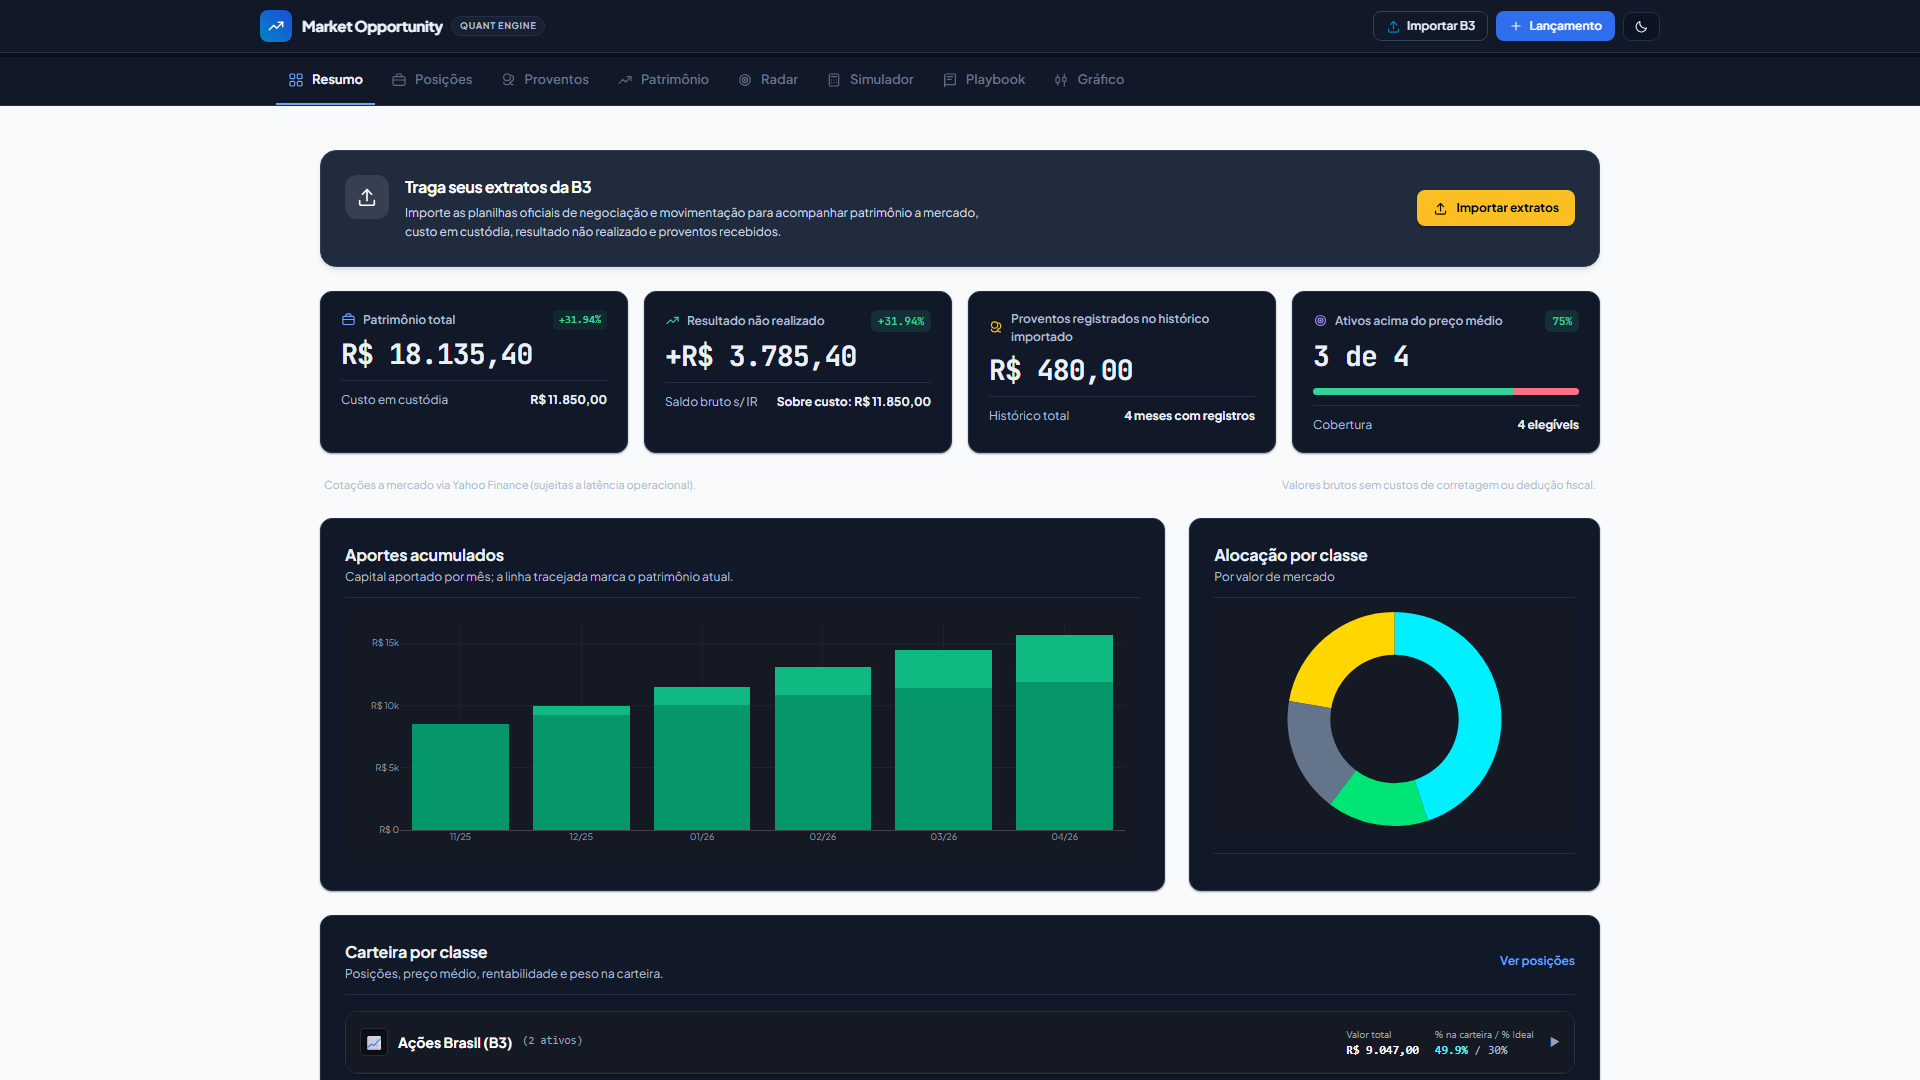 Market Opportunity
QUANT ENGINE
Importar B3
Lançamento
Resumo
Posições
Proventos
Patrimônio
Radar
Simulador
Playbook
Gráfico
Traga seus extratos da B3
Importe as planilhas oficiais de negociação e movimentação para acompanhar patrimônio a mercado,
custo em custódia, resultado não realizado e proventos recebidos.
Importar extratos
Patrimônio total
+31.94%
R$ 18.135,40
Custo em custódia
R$ 11.850,00
Resultado não realizado
+31.94%
+R$ 3.785,40
Saldo bruto s/ IR
Sobre custo: R$ 11.850,00
Proventos registrados no histórico
importado
R$ 480,00
Histórico total
4 meses com registros
Ativos acima do preço médio
75%
3 de 4
Cobertura
4 elegíveis
Cotações a mercado via Yahoo Finance (sujeitas a latência operacional).
Valores brutos sem custos de corretagem ou dedução fiscal.
Aportes acumulados
Capital aportado por mês; a linha tracejada marca o patrimônio atual.
R$ 15k
R$ 10k
R$ 5k
R$ 0
11/25
12/25
01/26
02/26
03/26
04/26
Alocação por classe
Por valor de mercado
Carteira por classe
Posições, preço médio, rentabilidade e peso na carteira.
Ver posições
Ações Brasil (B3)
(2 ativos)
Valor total
R$ 9.047,00
% na carteira / % Ideal
49.9% / 30%